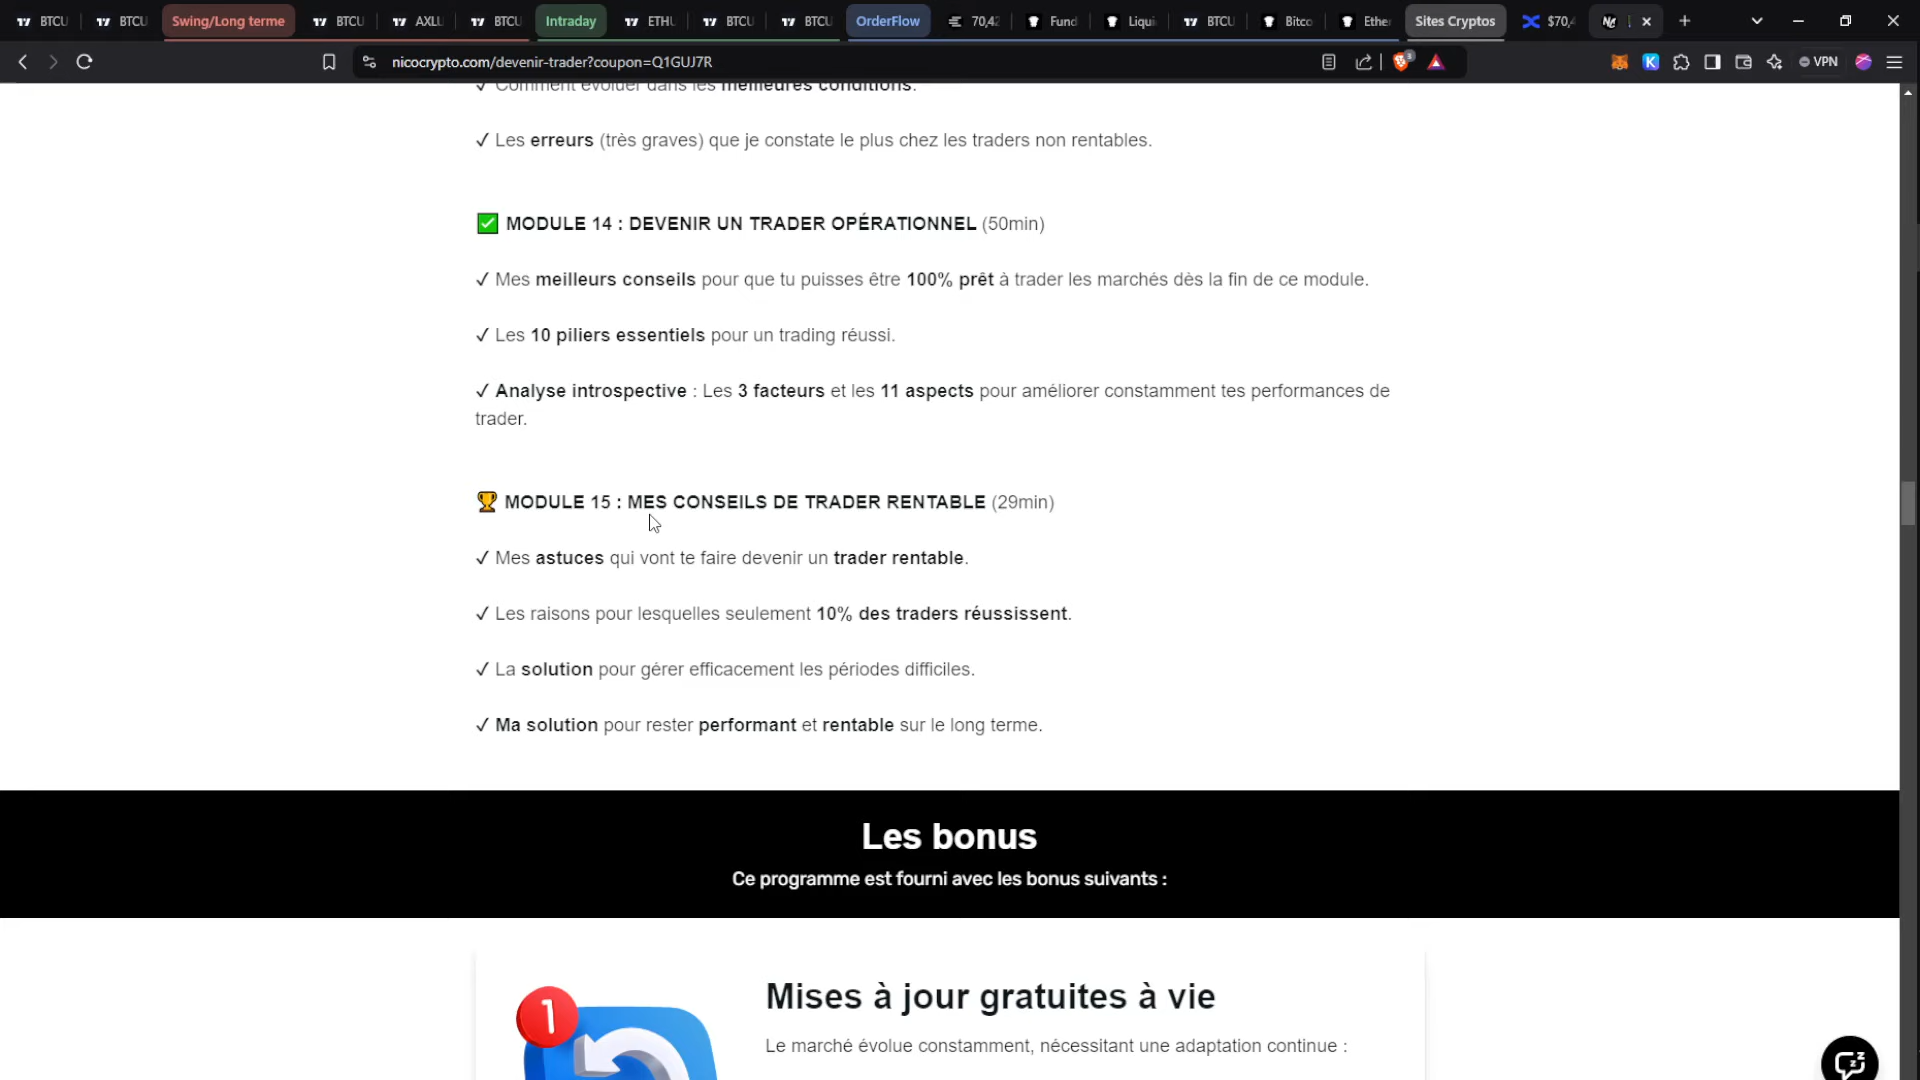 BTCU
BTCU
Swing/Long terme
BTCU
AXLU
BTCU
Intraday
ETHU
BTCU
BTCU
OrderFlow
70,42
Fund
Liqui
BTCU
Bitco
Ether
Sites Cryptos
$70,4
nicocrypto.com/devenir-trader?coupon=Q1GUJ7R
3
VPN
✓ Comment évoluer dans les meilleures conditions.
✓ Les erreurs (très graves) que je constate le plus chez les traders non rentables.
✅ MODULE 14 : DEVENIR UN TRADER OPÉRATIONNEL (50min)
✓ Mes meilleurs conseils pour que tu puisses être 100% prêt à trader les marchés dès la fin de ce module.
✓ Les 10 piliers essentiels pour un trading réussi.
✓ Analyse introspective : Les 3 facteurs et les 11 aspects pour améliorer constamment tes performances de
trader.
🏆 MODULE 15 : MES CONSEILS DE TRADER RENTABLE (29min)
✓ Mes astuces qui vont te faire devenir un trader rentable.
✓ Les raisons pour lesquelles seulement 10% des traders réussissent.
✓ La solution pour gérer efficacement les périodes difficiles.
✓ Ma solution pour rester performant et rentable sur le long terme.
Les bonus
Ce programme est fourni avec les bonus suivants :
1
Mises à jour gratuites à vie
Le marché évolue constamment, nécessitant une adaptation continue :